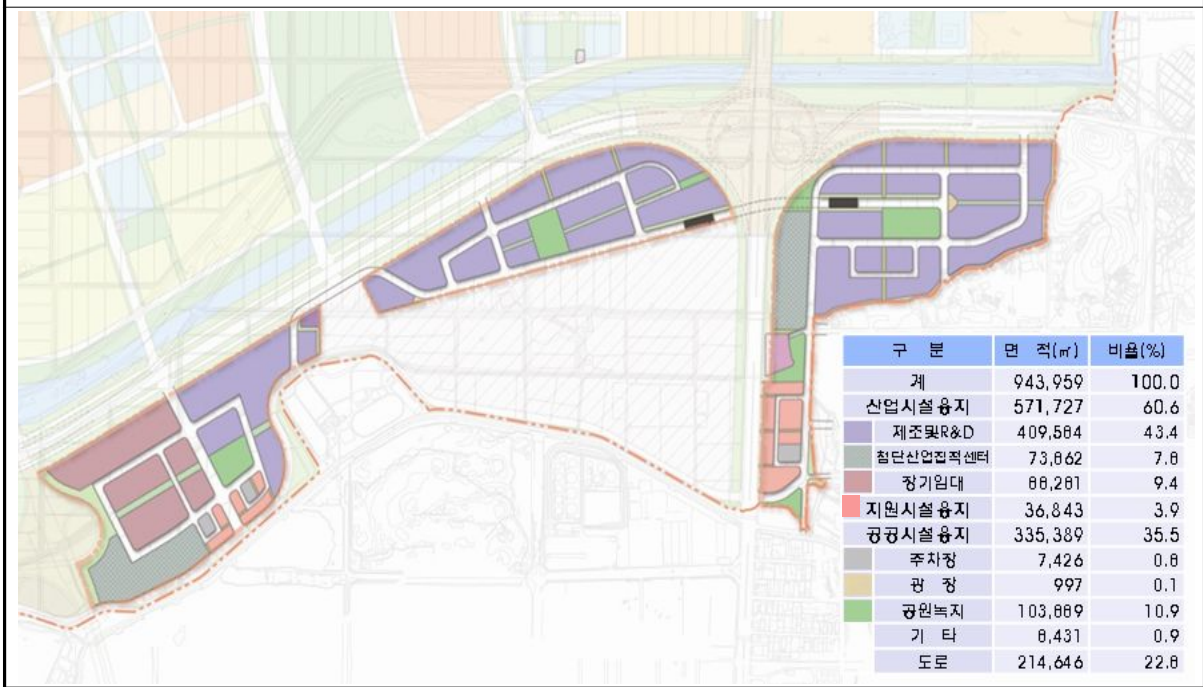 구 분 면 적(㎡) 비율(%)
계 943,959 100.0
산업시설용지 571,727 60.6
제조및R&D 409,584 43.4
첨단산업집적센터 73,862 7.8
장기임대 88,281 9.4
지원시설용지 36,843 3.9
공공시설용지 335,389 35.5
주차장 7,426 0.8
광 장 997 0.1
공원녹지 103,889 10.9
기 타 8,431 0.9
도로 214,646 22.8